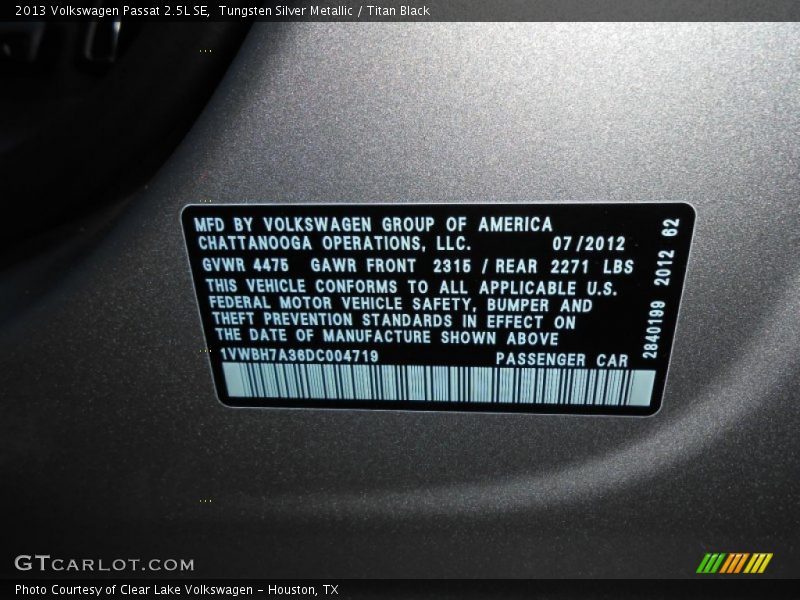 2013 Volkswagen Passat 2.5L SE, Tungsten Silver Metallic / Titan Black
MFD BY VOLKSWAGEN GROUP OF AMERICA
CHATTANOOGA OPERATIONS, LLC. 07/2012
GVWR 4475 GAWR FRONT 2315 / REAR 2271 LBS
THIS VEHICLE CONFORMS TO ALL APPLICABLE U.S.
FEDERAL MOTOR VEHICLE SAFETY, BUMPER AND
THEFT PREVENTION STANDARDS IN EFFECT ON
THE DATE OF MANUFACTURE SHOWN ABOVE
1VWBH7A36DC004719 PASSENGER CAR
2840199 2012 62
GTCARLOT.COM
Photo Courtesy of Clear Lake Volkswagen - Houston, TX